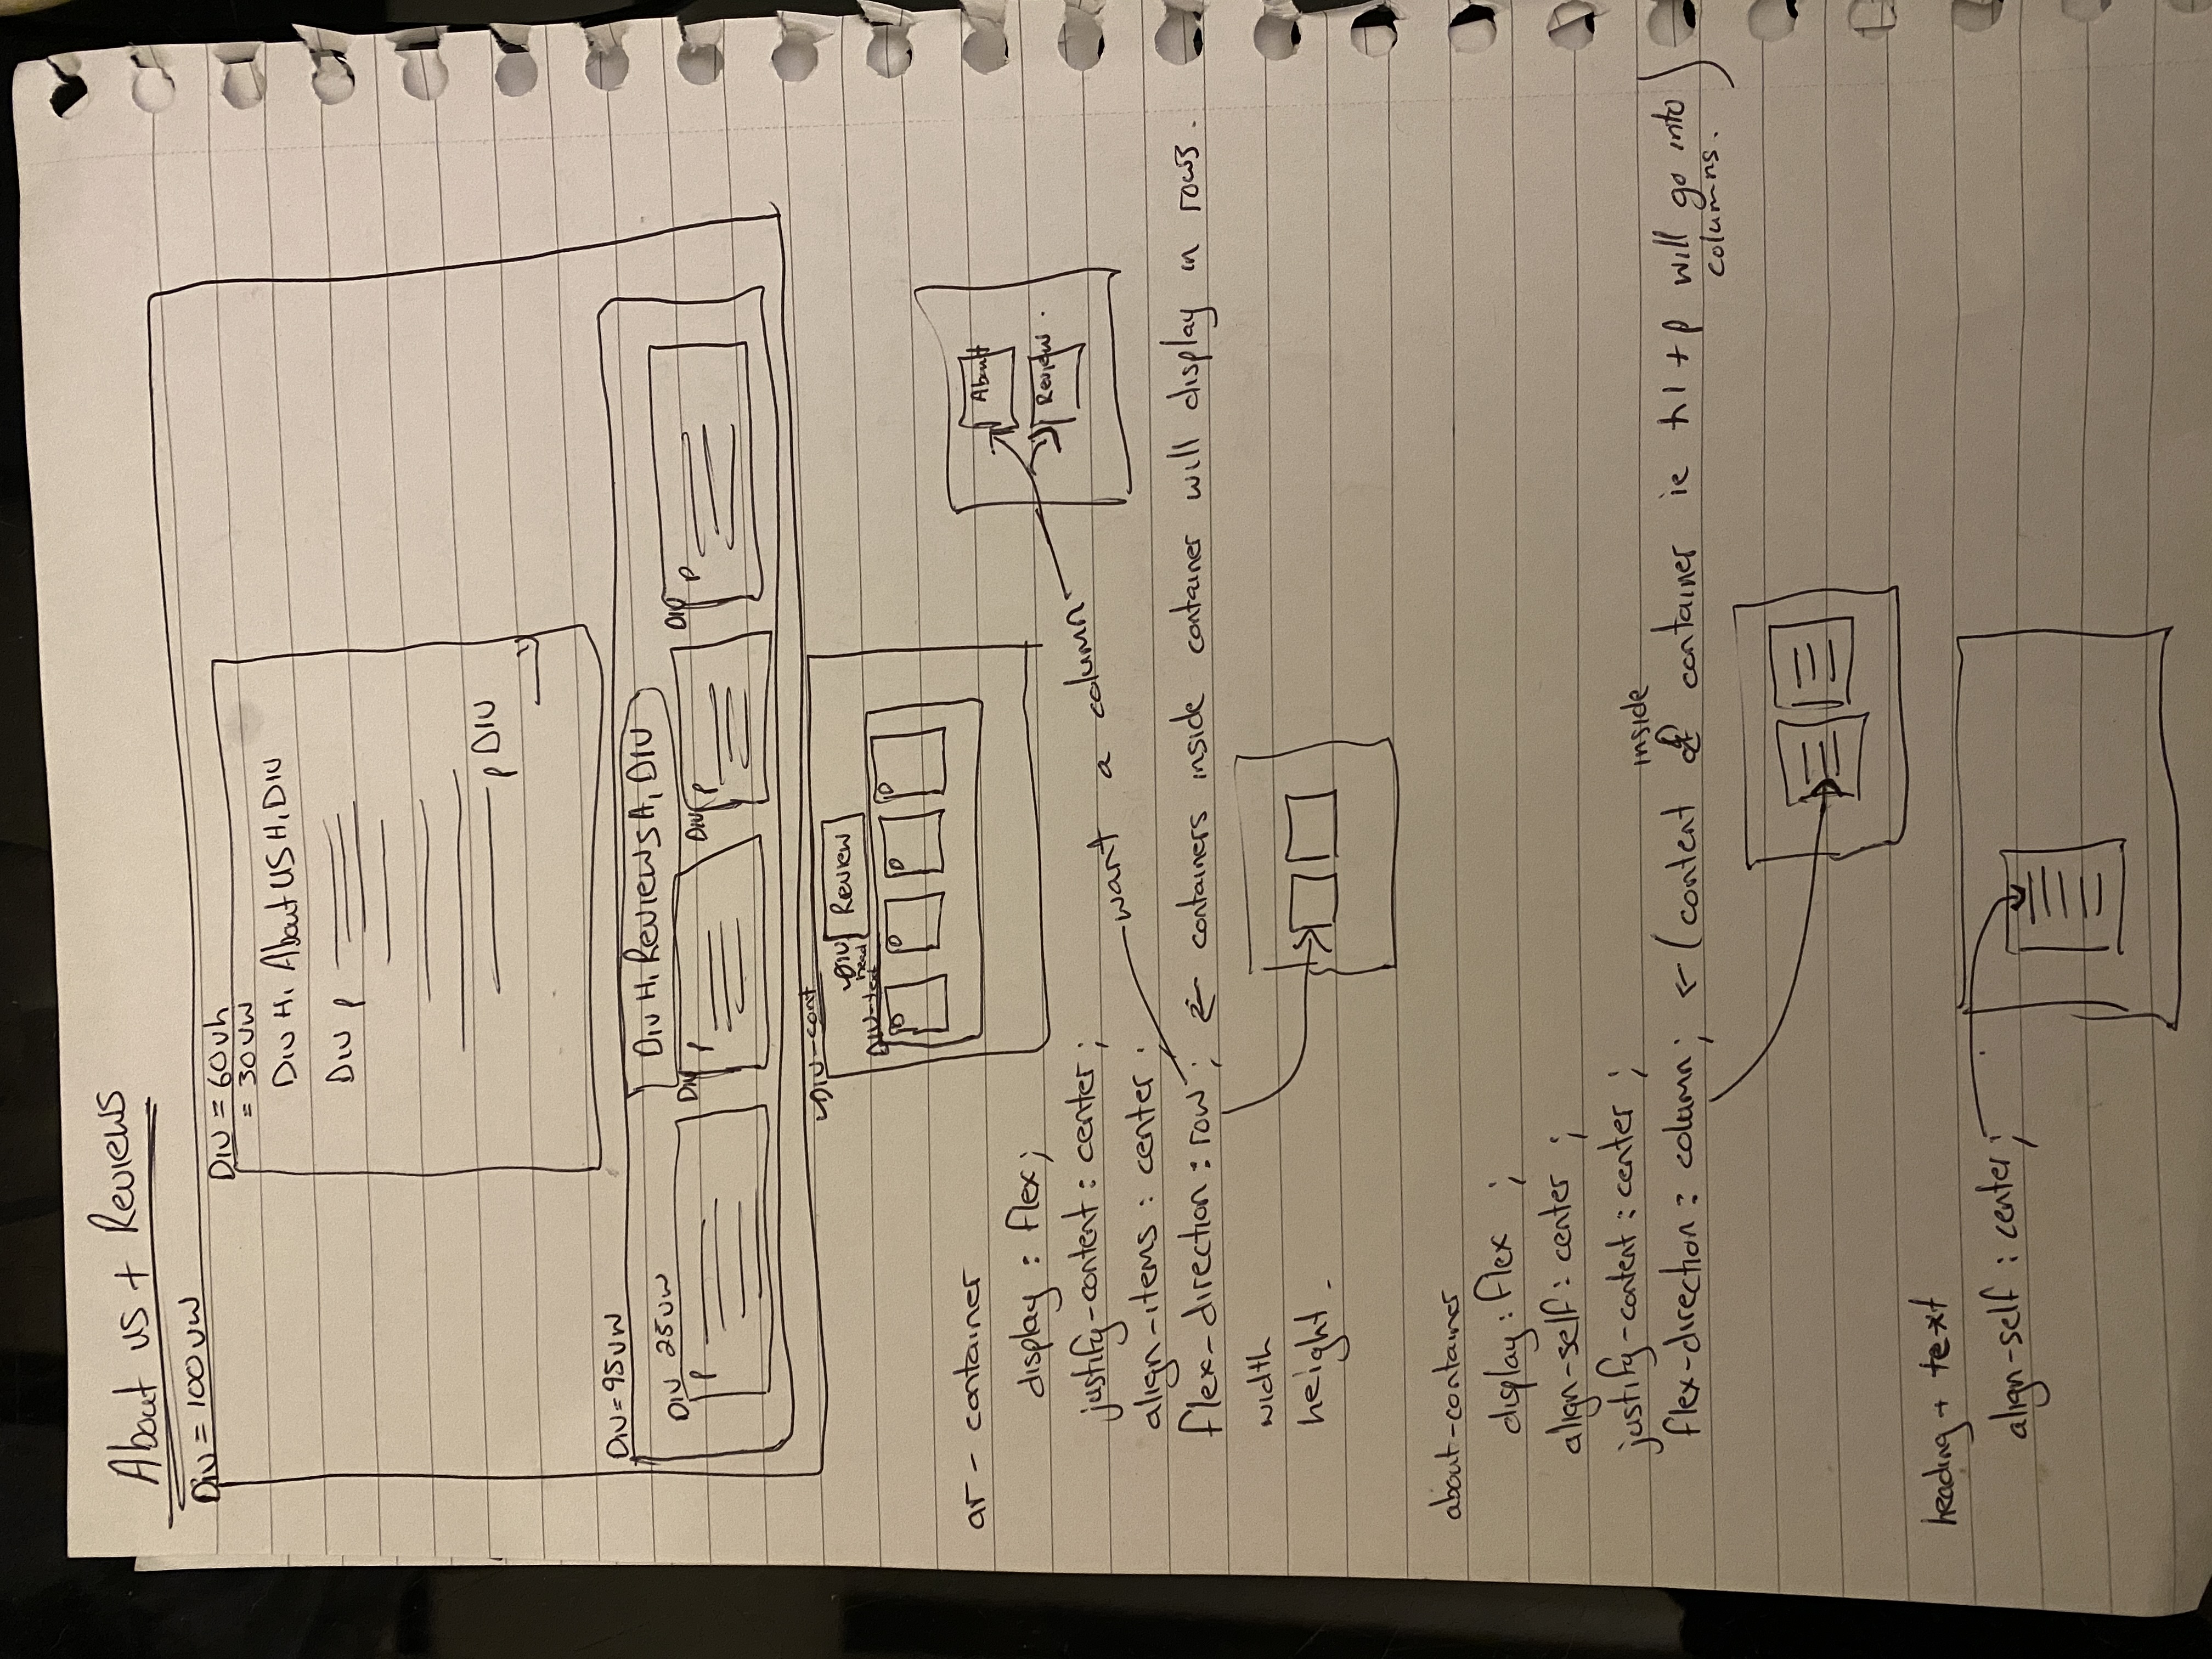 About us + Reviews
Div = 100vw
Div = 60vh
= 30vw
Div H1 About US H1 Div
Div p
p Div
Div = 95vw
Div H1 Reviews H1 Div
Div 25vw
Div
Div
Div
p
p
p
p
Div-cont
Div
Review
head
Div-text
p
p
p
p
ar - container
About
display : flex;
Review.
justify-content : center ;
want a column
align-items : center ;
flex-direction : row ; ← containers inside container will display in rows.
width
height.
about-container
display : flex ;
align-self : center ;
justify-content : center ;
inside
flex-direction : column; ← (content container ie h1 + p will go into
columns. )
heading + text
align-self : center;